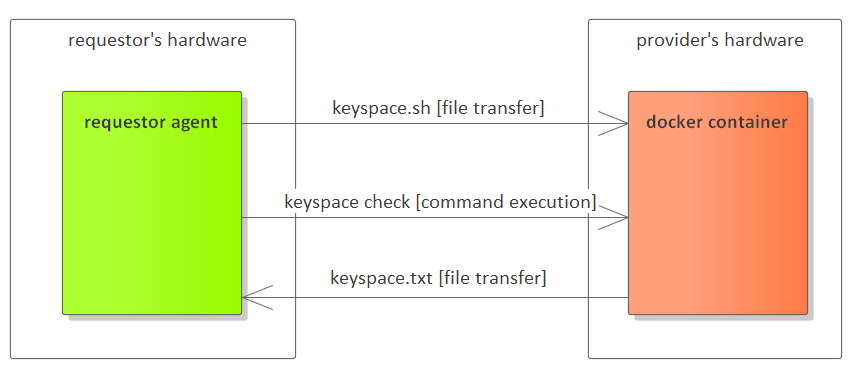 requestor's hardware
provider's hardware
requestor agent
keyspace.sh [file transfer]
docker container
keyspace check [command execution]
keyspace.txt [file transfer]